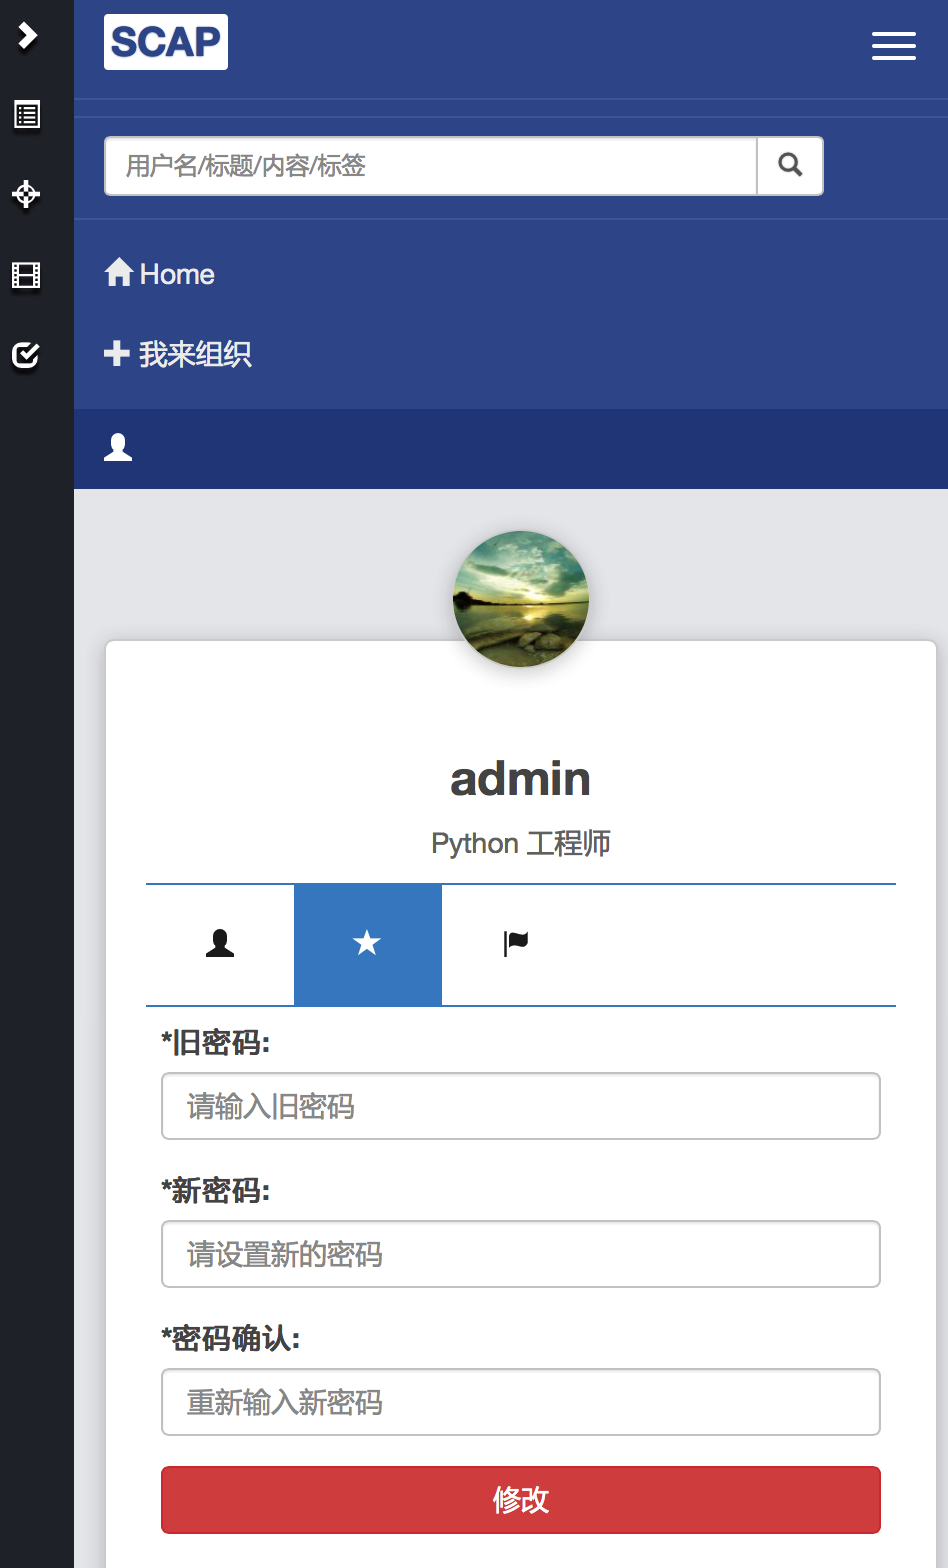 SCAP
用户名/标题/内容/标签
Home
我来组织
admin
Python 工程师
*旧密码:
请输入旧密码
*新密码:
请设置新的密码
*密码确认:
重新输入新密码
修改